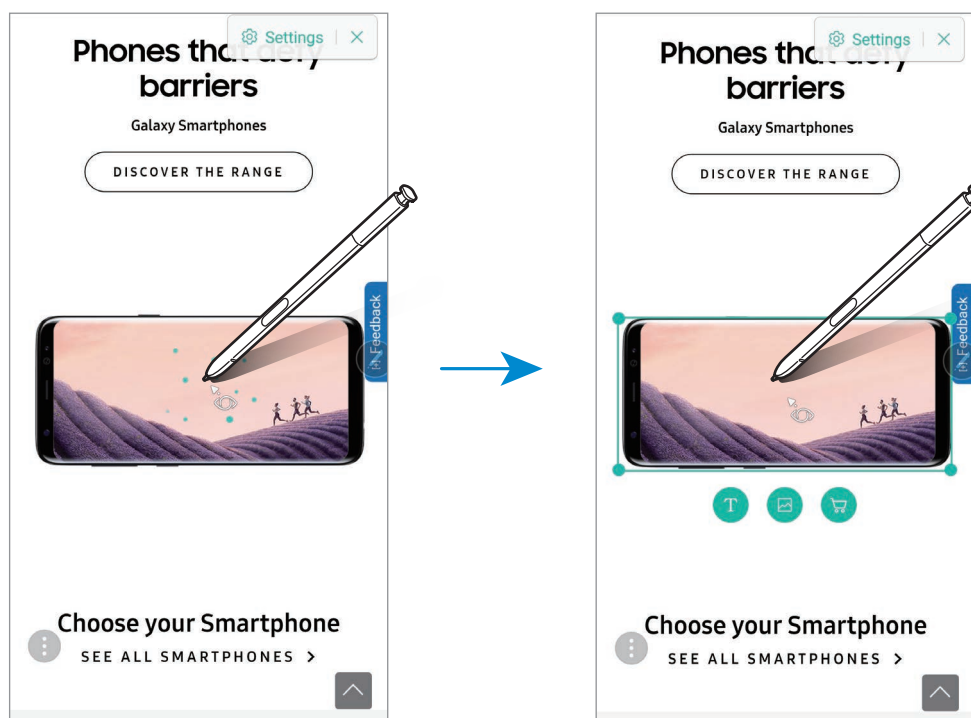 Settings
Phones that defy
barriers
Galaxy Smartphones
DISCOVER THE RANGE
Feedback
Choose your Smartphone
SEE ALL SMARTPHONES >
Settings
Phones that defy
barriers
Galaxy Smartphones
DISCOVER THE RANGE
Feedback
T
Choose your Smartphone
SEE ALL SMARTPHONES >